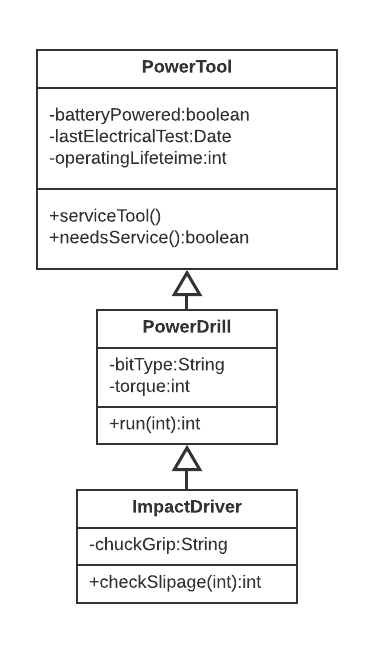 PowerTool
-batteryPowered:boolean
-lastElectricalTest:Date
-operatingLifeteime:int
+serviceTool()
+needsService():boolean
PowerDrill
-bitType:String
-torque:int
+run(int):int
ImpactDriver
-chuckGrip:String
+checkSlipage(int):int